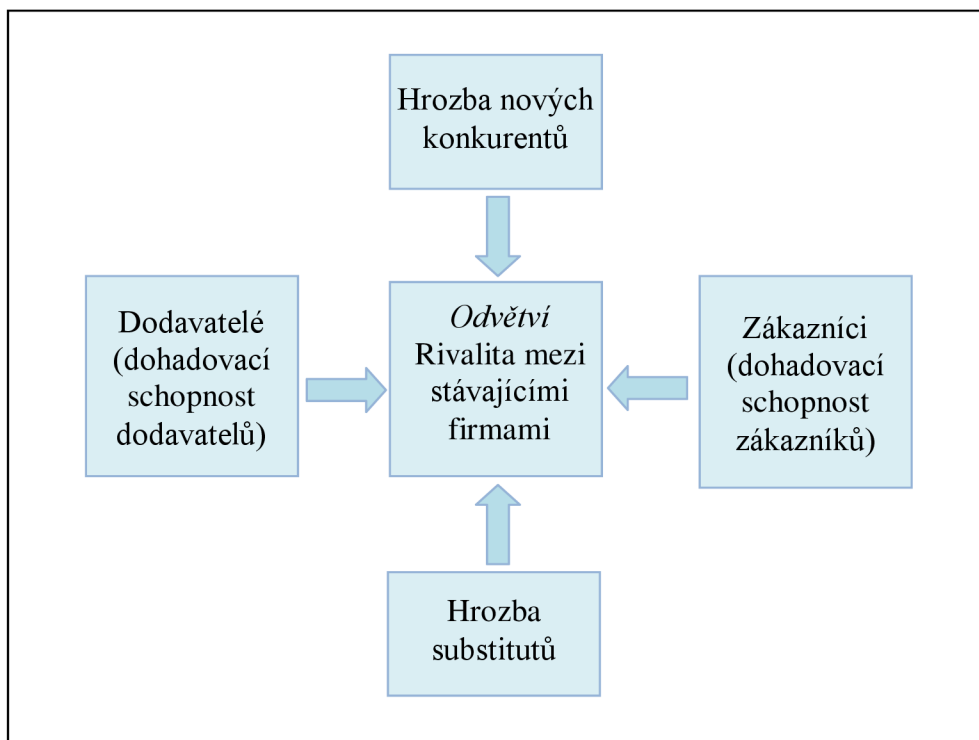 Hrozba nových
konkurentů
Dodavatelé
(dohadovací
schopnost
dodavatelů)
Odvětví
Rivalita mezi
stávajícími
firmami
Zákazníci
(dohadovací
schopnost
zákazníků)
Hrozba
substitutů